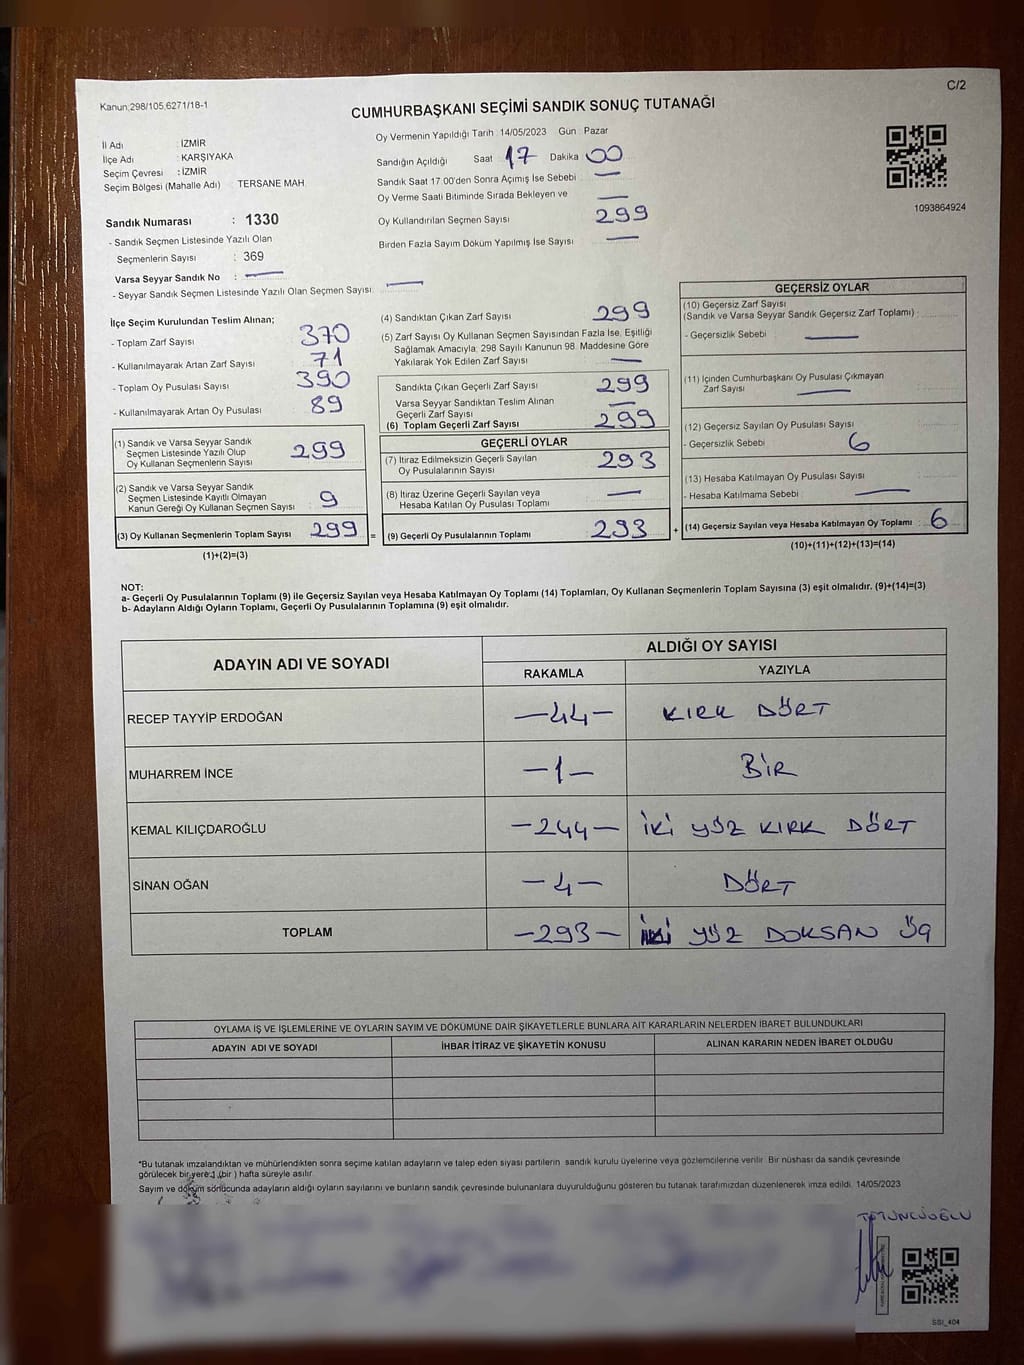 C/2
Kanun:298/105,6271/18-1
CUMHURBAŞKANI SEÇİMİ SANDIK SONUÇ TUTANAĞI
İl Adı : İZMİR
İlçe Adı : KARŞIYAKA
Seçim Çevresi : İZMİR
Seçim Bölgesi (Mahalle Adı) TERSANE MAH.
Sandık Numarası : 1330
- Sandık Seçmen Listesinde Yazılı Olan
Seçmenlerin Sayısı : 369
Varsa Seyyar Sandık No : —
- Seyyar Sandık Seçmen Listesinde Yazılı Olan Seçmen Sayısı: —
Oy Vermenin Yapıldığı Tarih : 14/05/2023 Gün : Pazar
Sandığın Açıldığı Saat 17 Dakika 00
Sandık Saat 17.00'den Sonra Açımış İse Sebebi —
Oy Verme Saati Bitiminde Sırada Bekleyen ve —
Oy Kullandırılan Seçmen Sayısı 299
Birden Fazla Sayım Döküm Yapılmış İse Sayısı —
1093864924
İlçe Seçim Kurulundan Teslim Alınan;
- Toplam Zarf Sayısı 370
- Kullanılmayarak Artan Zarf Sayısı 71
- Toplam Oy Pusulası Sayısı 390
- Kullanılmayarak Artan Oy Pusulası 89
(1) Sandık ve Varsa Seyyar Sandık
Seçmen Listesinde Yazılı Olup
Oy Kullanan Seçmenlerin Sayısı 299
(2) Sandık ve Varsa Seyyar Sandık
Seçmen Listesinde Kayıtlı Olmayan
Kanun Gereği Oy Kullanan Seçmen Sayısı : 9
(3) Oy Kullanan Seçmenlerin Toplam Sayısı : 299 =
(1)+(2)=(3)
(4) Sandıktan Çıkan Zarf Sayısı 299
(5) Zarf Sayısı Oy Kullanan Seçmen Sayısından Fazla İse, Eşitliği
Sağlamak Amacıyla, 298 Sayılı Kanunun 98. Maddesine Göre
Yakılarak Yok Edilen Zarf Sayısı —
Sandıkta Çıkan Geçerli Zarf Sayısı 299
Varsa Seyyar Sandıktan Teslim Alınan
Geçerli Zarf Sayısı —
(6) Toplam Geçerli Zarf Sayısı 299
GEÇERLİ OYLAR
(7) İtiraz Edilmeksizin Geçerli Sayılan
Oy Pusulalarının Sayısı 293
(8) İtiraz Üzerine Geçerli Sayılan veya
Hesaba Katılan Oy Pusulası Toplamı —
(9) Geçerli Oy Pusulalarının Toplamı 293 +
GEÇERSİZ OYLAR
(10) Geçersiz Zarf Sayısı
(Sandık ve Varsa Seyyar Sandık Geçersiz Zarf Toplamı) :
- Geçersizlik Sebebi : —
(11) İçinden Cumhurbaşkanı Oy Pusulası Çıkmayan
Zarf Sayısı —
(12) Geçersiz Sayılan Oy Pusulası Sayısı
- Geçersizlik Sebebi 6
(13) Hesaba Katılmayan Oy Pusulası Sayısı
- Hesaba Katılmama Sebebi : —
(14) Geçersiz Sayılan veya Hesaba Katılmayan Oy Toplamı : 6
(10)+(11)+(12)+(13)=(14)
NOT:
a- Geçerli Oy Pusulalarının Toplamı (9) ile Geçersiz Sayılan veya Hesaba Katılmayan Oy Toplamı (14) Toplamları, Oy Kullanan Seçmenlerin Toplam Sayısına (3) eşit olmalıdır. (9)+(14)=(3)
b- Adayların Aldığı Oyların Toplamı, Geçerli Oy Pusulalarının Toplamına (9) eşit olmalıdır.
ADAYIN ADI VE SOYADI ALDIĞI OY SAYISI
RAKAMLA YAZIYLA
RECEP TAYYİP ERDOĞAN —44— KIRK DÖRT
MUHARREM İNCE —1— BİR
KEMAL KILIÇDAROĞLU —244— İKİ YÜZ KIRK DÖRT
SİNAN OĞAN —4— DÖRT
TOPLAM —293— İKİ YÜZ DOKSAN ÜÇ
OYLAMA İŞ VE İŞLEMLERİNE VE OYLARIN SAYIM VE DÖKÜMÜNE DAİR ŞİKAYETLERLE BUNLARA AİT KARARLARIN NELERDEN İBARET BULUNDUKLARI
ADAYIN ADI VE SOYADI İHBAR İTİRAZ VE ŞİKAYETİN KONUSU ALINAN KARARIN NEDEN İBARET OLDUĞU
*Bu tutanak imzalandıktan ve mühürlendikten sonra seçime katılan adayların ve talep eden siyasi partilerin sandık kurulu üyelerine veya gözlemcilerine verilir. Bir nüshası da sandık çevresinde
görülecek bir yere 1 (bir) hafta süreyle asılır.
Sayım ve döküm sonucunda adayların aldığı oyların sayılarını ve bunların sandık çevresinde bulunanlara duyurulduğunu gösteren bu tutanak tarafımızdan düzenlenerek imza edildi. 14/05/2023
SSI_404